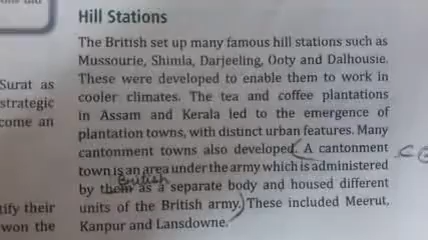 Hill Stations
The British set up many famous hill stations such as
Mussourie, Shimla, Darjeeling, Ooty and Dalhousie.
These were developed to enable them to work in
Surat as
cooler climates. The tea and coffee plantations
strategic
in Assam and Kerala led to the emergence of
come an
plantation towns, with distinct urban features. Many
cantonment towns also developed. A cantonment
town is an area under the army which is administered
British
by them as a separate body and housed different
tify their
units of the British army. These included Meerut,
won the
Kanpur and Lansdowne.